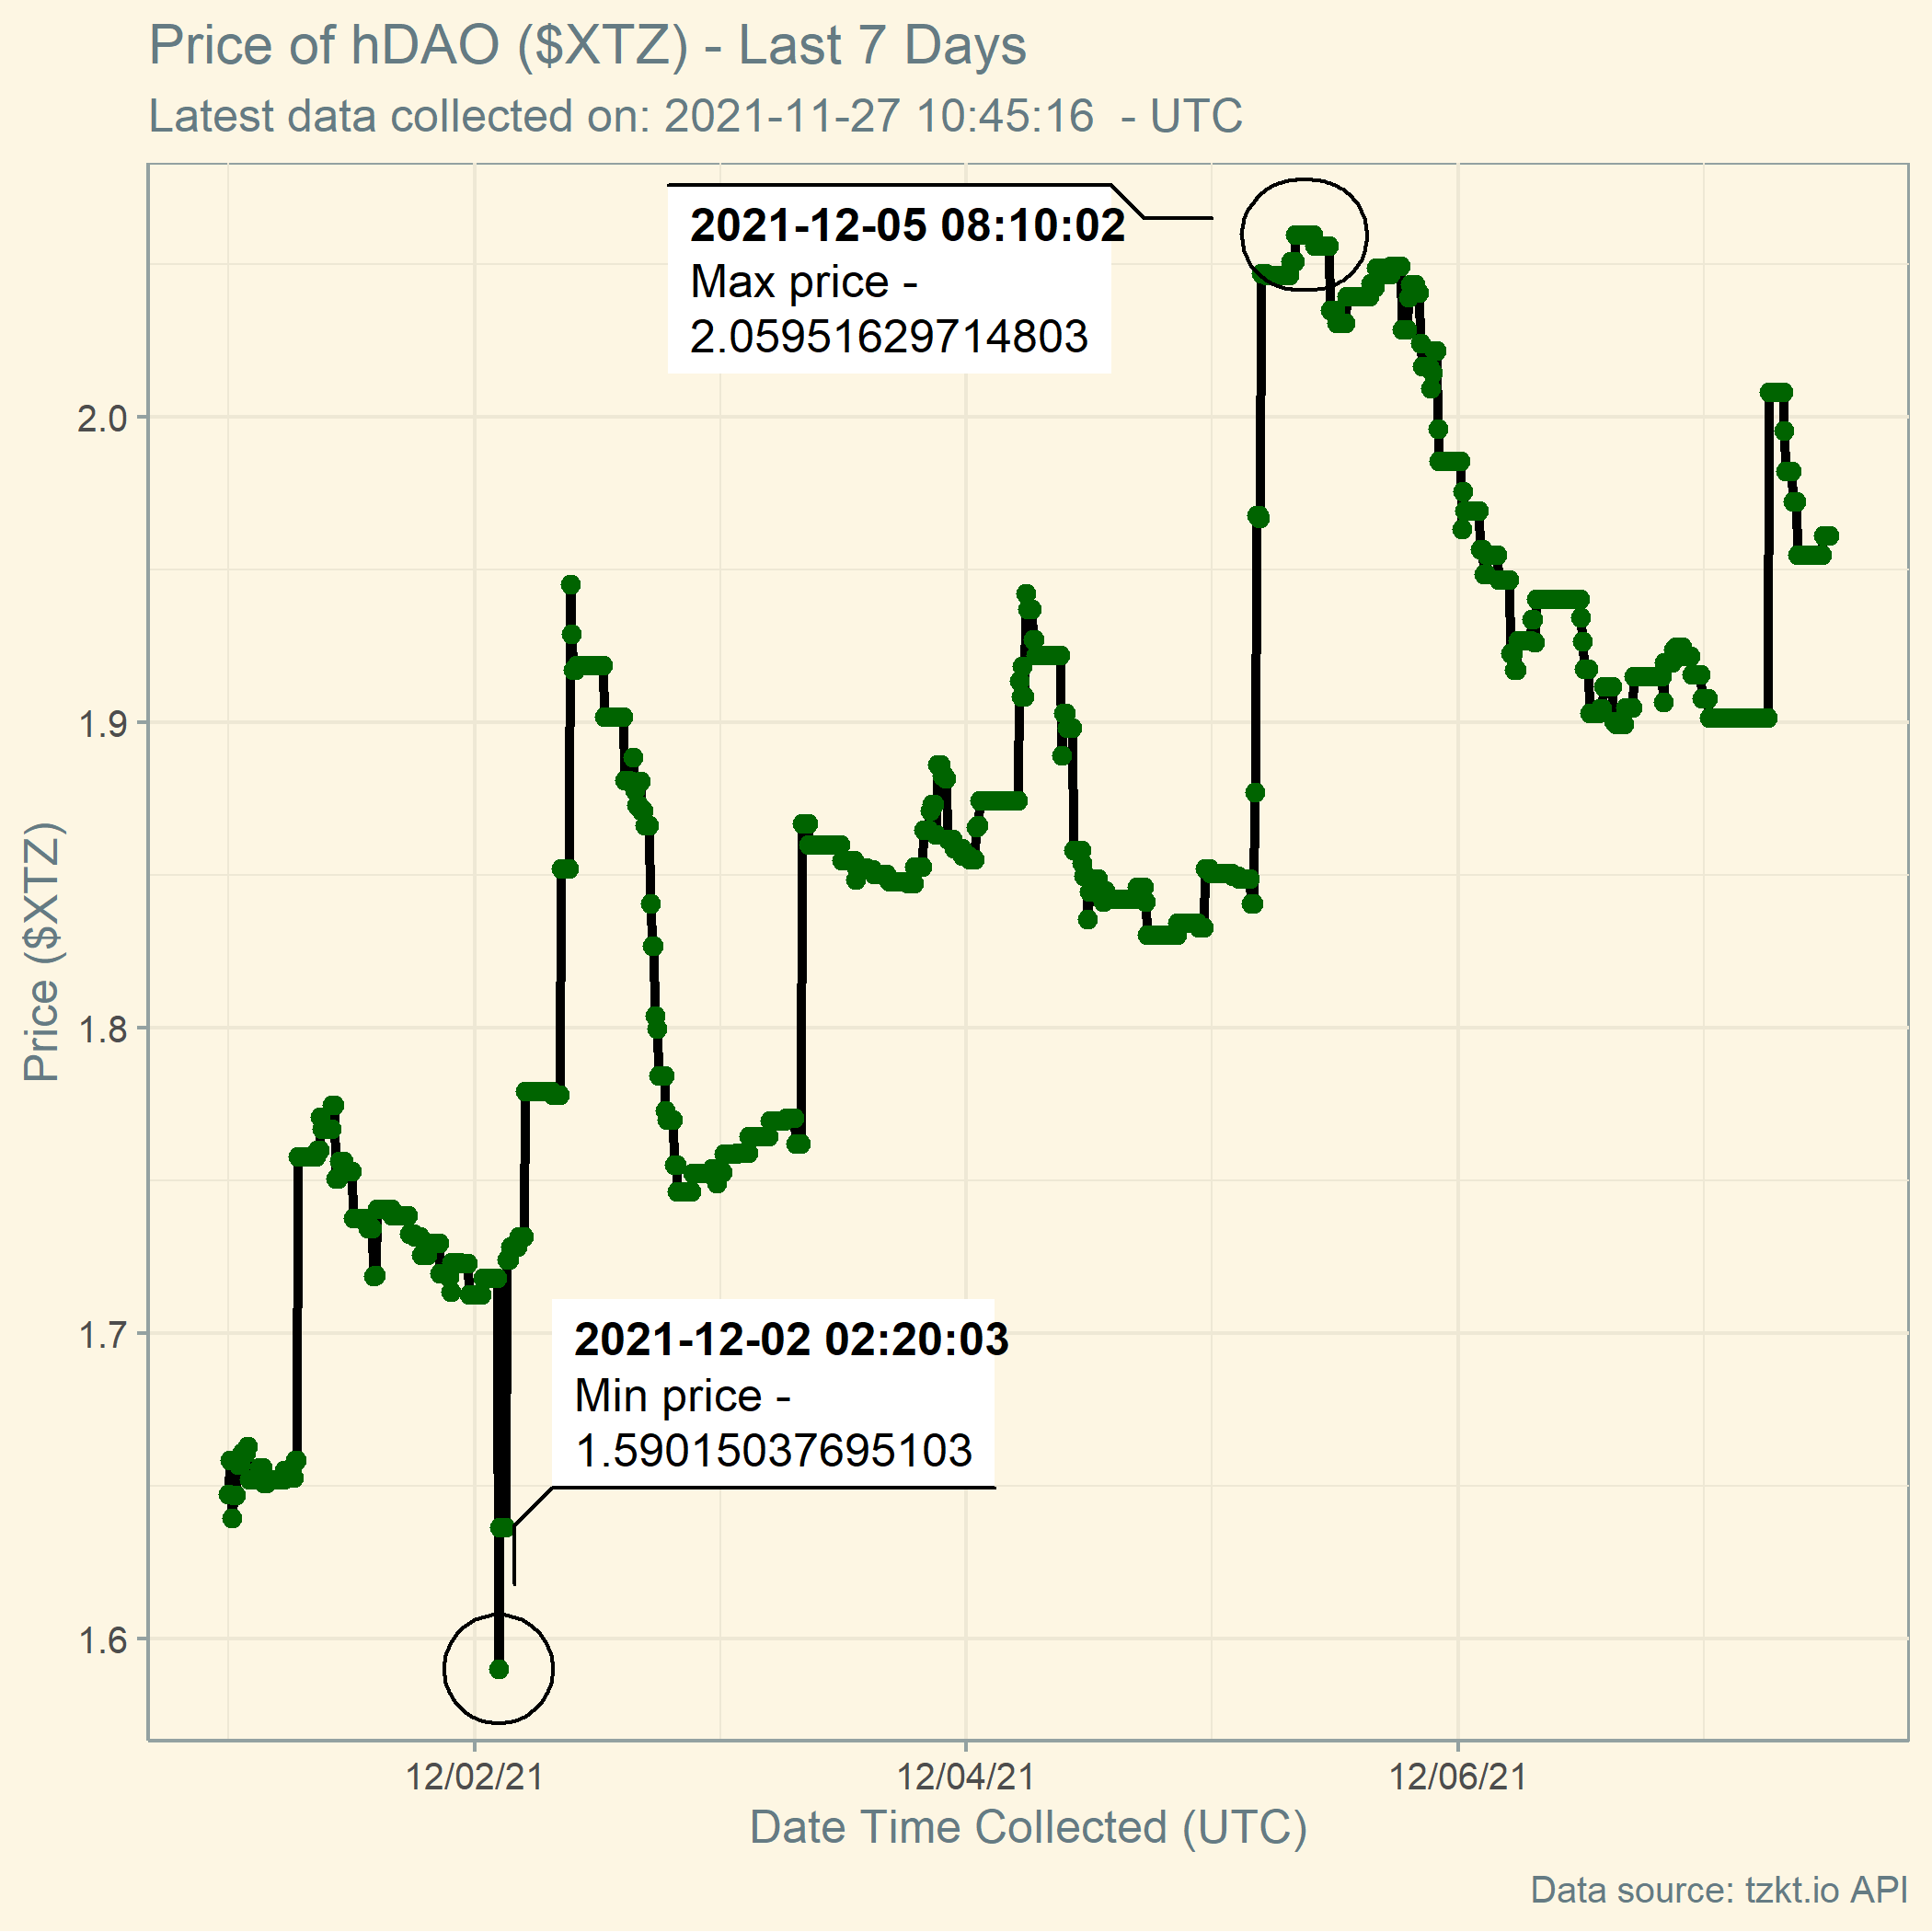 Price of hDAO ($XTZ) - Last 7 Days
Latest data collected on: 2021-11-27 10:45:16  - UTC
2021-12-05 08:10:02
Max price -
2.05951629714803
2.0
1.9
1.8
1.7
1.6
Price ($XTZ)
2021-12-02 02:20:03
Min price -
1.59015037695103
12/02/21
12/04/21
12/06/21
Date Time Collected (UTC)
Data source: tzkt.io API